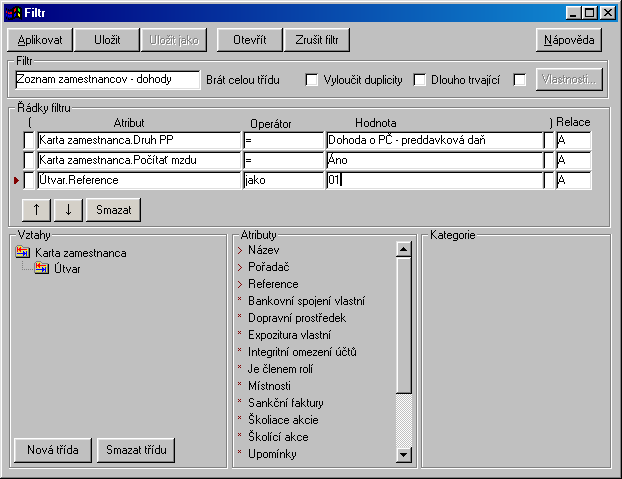 Filtr
Aplikovat Uložit Uložit jako Otevřít Zrušit filtr Nápověda
Filtr
Zoznam zamestnancov - dohody Brát celou třídu Vyloučit duplicity Dlouho trvající Vlastnosti...
Řádky filtru
( Atribut Operátor Hodnota ) Relace
Karta zamestnanca.Druh PP = Dohoda o PČ - preddavková daň A
Karta zamestnanca.Počítať mzdu = Áno A
Útvar.Reference jako 01 A
↑ ↓ Smazat
Vztahy
Karta zamestnanca
Útvar
Nová třída Smazat třídu
Atributy
Název
Pořadač
Reference
Bankovní spojení vlastní
Dopravní prostředek
Expozitura vlastní
Integritní omezení účtů
Je členem rolí
Místnosti
Sankční faktury
Školiace akcie
Školící akce
Upomínky
Kategorie